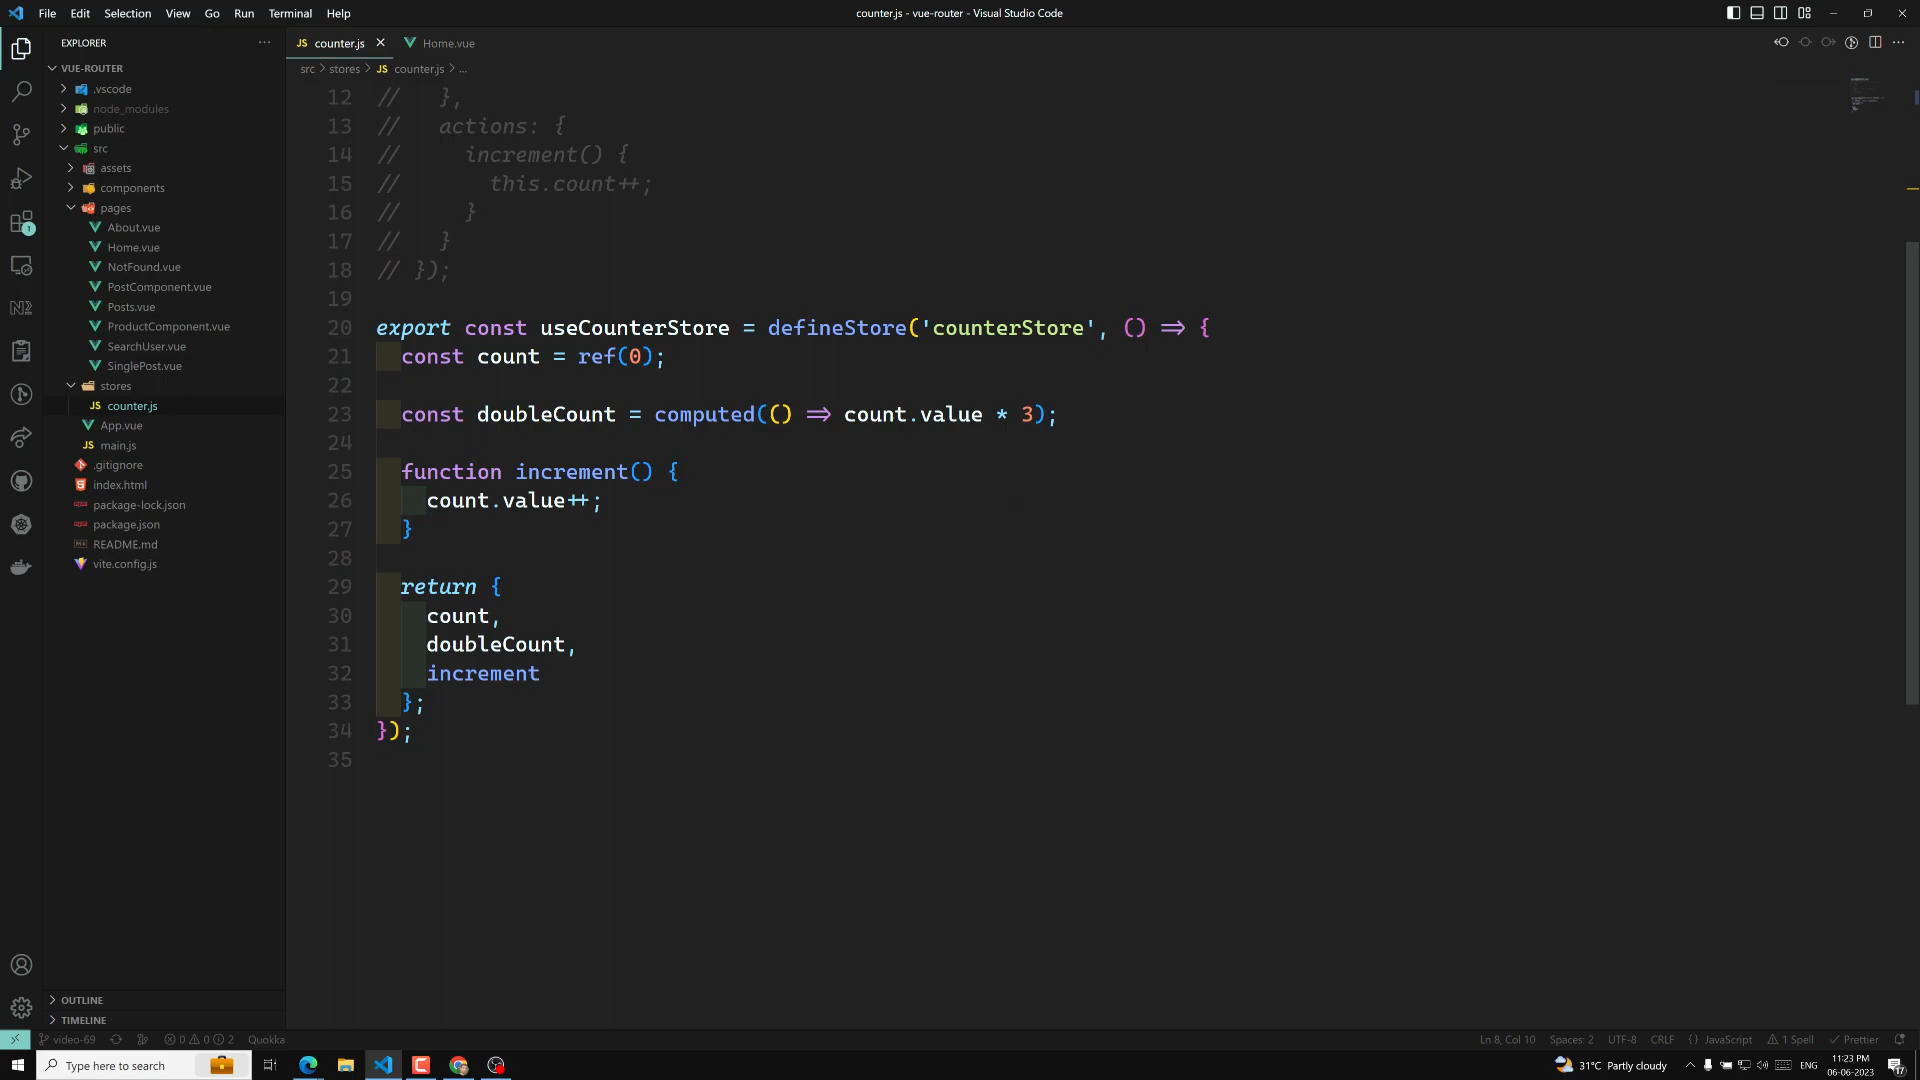 File Edit Selection View Go Run Terminal Help
counter.js - vue-router - Visual Studio Code
EXPLORER
VUE-ROUTER
.vscode
node_modules
public
src
assets
components
pages
About.vue
Home.vue
NotFound.vue
PostComponent.vue
Posts.vue
ProductComponent.vue
SearchUser.vue
SinglePost.vue
stores
JS counter.js
App.vue
JS main.js
.gitignore
index.html
package-lock.json
package.json
README.md
vite.config.js
OUTLINE
TIMELINE
JS counter.js Home.vue
src > stores > JS counter.js > ...
12 //   },
13 //   actions: {
14 //     increment() {
15 //       this.count++;
16 //     }
17 //   }
18 // });
19
20 export const useCounterStore = defineStore('counterStore', () => {
21   const count = ref(0);
22
23   const doubleCount = computed(() => count.value * 3);
24
25   function increment() {
26     count.value++;
27   }
28
29   return {
30     count,
31     doubleCount,
32     increment
33   };
34 });
35
video-69 0 0 2 Quokka
Ln 8, Col 10 Spaces: 2 UTF-8 CRLF {} JavaScript 1 Spell Prettier
Type here to search
31°C Partly cloudy ENG 11:23 PM
06-06-2023
17